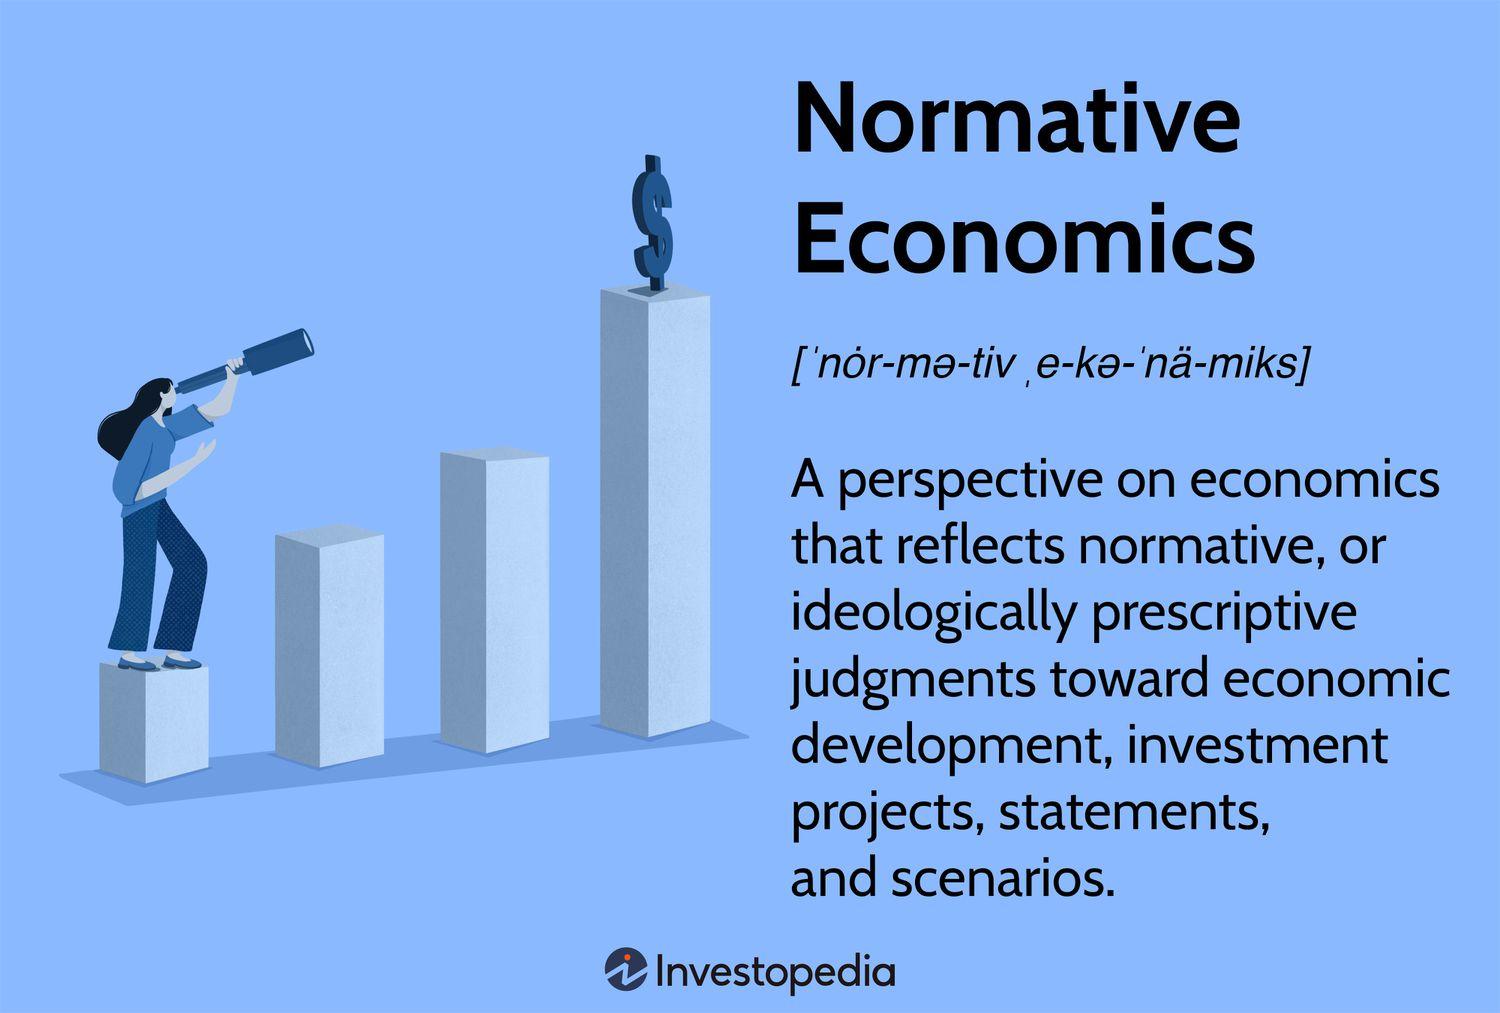 Normative
Economics
[ˈnȯr-mə-tiv ˌe-kə-ˈnä-miks]
A perspective on economics
that reflects normative, or
ideologically prescriptive
judgments toward economic
development, investment
projects, statements,
and scenarios.
$
Investopedia